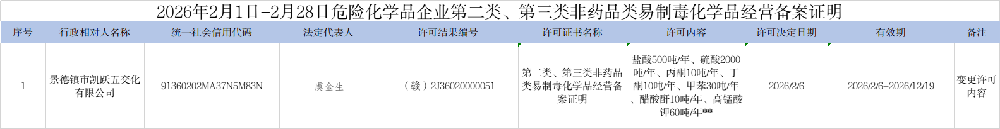 2026年2月1日-2月28日危险化学品企业第二类、第三类非药品类易制毒化学品经营备案证明
序号 行政相对人名称 统一社会信用代码 法定代表人 许可结果编号 许可证书名称 许可内容 许可决定日期 有效期 备注
1
景德镇市凯跃五交化
有限公司
91360202MA37N5M83N
虞金生
（赣）2J36020000051
第二类、第三类非药品
类易制毒化学品经营备
案证明
盐酸500吨/年、硫酸2000
吨/年、丙酮10吨/年、丁
酮10吨/年、甲苯30吨/年
、醋酸酐10吨/年、高锰酸
钾60吨/年**
2026/2/6
2026/2/6-2026/12/19
变更许可
内容